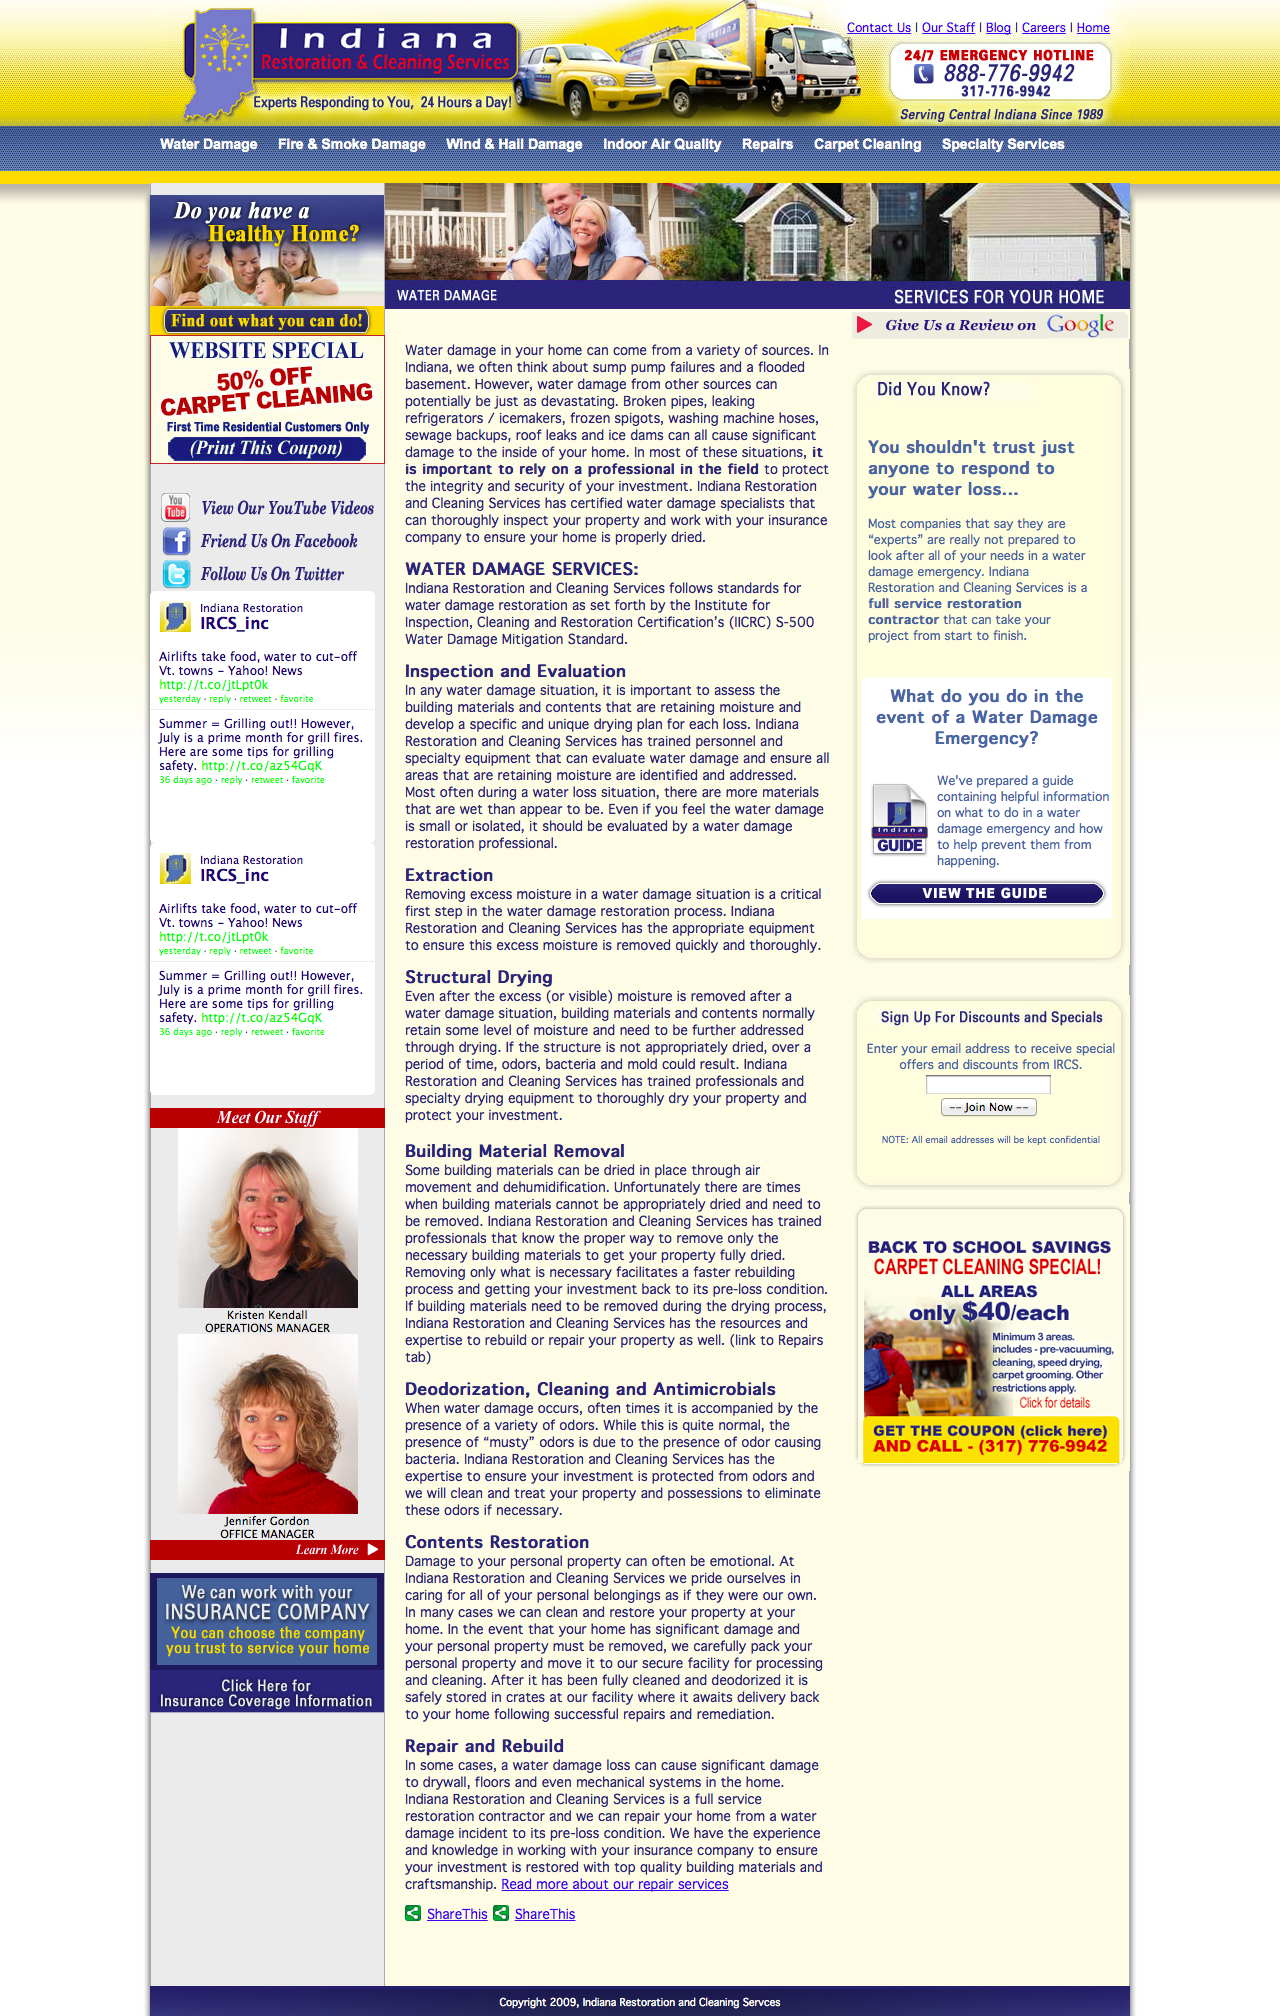 Indiana
Restoration & Cleaning Services
Experts Responding to You, 24 Hours a Day!
Contact Us | Our Staff | Blog | Careers | Home
24/7 EMERGENCY HOTLINE
888-776-9942
317-776-9942
Serving Central Indiana Since 1989
Water Damage Fire & Smoke Damage Wind & Hail Damage Indoor Air Quality Repairs Carpet Cleaning Specialty Services
Do you have a
Healthy Home?
Find out what you can do!
WEBSITE SPECIAL
50% OFF
CARPET CLEANING
First Time Residential Customers Only
(Print This Coupon)
You
Tube
View Our YouTube Videos
Friend Us On Facebook
Follow Us On Twitter
Indiana Restoration
IRCS_inc
Airlifts take food, water to cut-off
Vt. towns - Yahoo! News
http://t.co/jtLpt0k
yesterday · reply · retweet · favorite
Summer = Grilling out!! However,
July is a prime month for grill fires.
Here are some tips for grilling
safety. http://t.co/az54GqK
36 days ago · reply · retweet · favorite
Indiana Restoration
IRCS_inc
Airlifts take food, water to cut-off
Vt. towns - Yahoo! News
http://t.co/jtLpt0k
yesterday · reply · retweet · favorite
Summer = Grilling out!! However,
July is a prime month for grill fires.
Here are some tips for grilling
safety. http://t.co/az54GqK
36 days ago · reply · retweet · favorite
Meet Our Staff
Kristen Kendall
OPERATIONS MANAGER
Jennifer Gordon
OFFICE MANAGER
Learn More
We can work with your
INSURANCE COMPANY
You can choose the company
you trust to service your home
Click Here for
Insurance Coverage Information
WATER DAMAGE
SERVICES FOR YOUR HOME
Water damage in your home can come from a variety of sources. In
Indiana, we often think about sump pump failures and a flooded
basement. However, water damage from other sources can
potentially be just as devastating. Broken pipes, leaking
refrigerators / icemakers, frozen spigots, washing machine hoses,
sewage backups, roof leaks and ice dams can all cause significant
damage to the inside of your home. In most of these situations, it
is important to rely on a professional in the field to protect
the integrity and security of your investment. Indiana Restoration
and Cleaning Services has certified water damage specialists that
can thoroughly inspect your property and work with your insurance
company to ensure your home is properly dried.
WATER DAMAGE SERVICES:
Indiana Restoration and Cleaning Services follows standards for
water damage restoration as set forth by the Institute for
Inspection, Cleaning and Restoration Certification's (IICRC) S-500
Water Damage Mitigation Standard.
Inspection and Evaluation
In any water damage situation, it is important to assess the
building materials and contents that are retaining moisture and
develop a specific and unique drying plan for each loss. Indiana
Restoration and Cleaning Services has trained personnel and
specialty equipment that can evaluate water damage and ensure all
areas that are retaining moisture are identified and addressed.
Most often during a water loss situation, there are more materials
that are wet than appear to be. Even if you feel the water damage
is small or isolated, it should be evaluated by a water damage
restoration professional.
Extraction
Removing excess moisture in a water damage situation is a critical
first step in the water damage restoration process. Indiana
Restoration and Cleaning Services has the appropriate equipment
to ensure this excess moisture is removed quickly and thoroughly.
Structural Drying
Even after the excess (or visible) moisture is removed after a
water damage situation, building materials and contents normally
retain some level of moisture and need to be further addressed
through drying. If the structure is not appropriately dried, over a
period of time, odors, bacteria and mold could result. Indiana
Restoration and Cleaning Services has trained professionals and
specialty drying equipment to thoroughly dry your property and
protect your investment.
Building Material Removal
Some building materials can be dried in place through air
movement and dehumidification. Unfortunately there are times
when building materials cannot be appropriately dried and need to
be removed. Indiana Restoration and Cleaning Services has trained
professionals that know the proper way to remove only the
necessary building materials to get your property fully dried.
Removing only what is necessary facilitates a faster rebuilding
process and getting your investment back to its pre-loss condition.
If building materials need to be removed during the drying process,
Indiana Restoration and Cleaning Services has the resources and
expertise to rebuild or repair your property as well. (link to Repairs
tab)
Deodorization, Cleaning and Antimicrobials
When water damage occurs, often times it is accompanied by the
presence of a variety of odors. While this is quite normal, the
presence of “musty” odors is due to the presence of odor causing
bacteria. Indiana Restoration and Cleaning Services has the
expertise to ensure your investment is protected from odors and
we will clean and treat your property and possessions to eliminate
these odors if necessary.
Contents Restoration
Damage to your personal property can often be emotional. At
Indiana Restoration and Cleaning Services we pride ourselves in
caring for all of your personal belongings as if they were our own.
In many cases we can clean and restore your property at your
home. In the event that your home has significant damage and
your personal property must be removed, we carefully pack your
personal property and move it to our secure facility for processing
and cleaning. After it has been fully cleaned and deodorized it is
safely stored in crates at our facility where it awaits delivery back
to your home following successful repairs and remediation.
Repair and Rebuild
In some cases, a water damage loss can cause significant damage
to drywall, floors and even mechanical systems in the home.
Indiana Restoration and Cleaning Services is a full service
restoration contractor and we can repair your home from a water
damage incident to its pre-loss condition. We have the experience
and knowledge in working with your insurance company to ensure
your investment is restored with top quality building materials and
craftsmanship. Read more about our repair services
ShareThis ShareThis
Give Us a Review on Google
Did You Know?
You shouldn't trust just
anyone to respond to
your water loss...
Most companies that say they are
“experts” are really not prepared to
look after all of your needs in a water
damage emergency. Indiana
Restoration and Cleaning Services is a
full service restoration
contractor that can take your
project from start to finish.
What do you do in the
event of a Water Damage
Emergency?
Indiana
GUIDE
We've prepared a guide
containing helpful information
on what to do in a water
damage emergency and how
to help prevent them from
happening.
VIEW THE GUIDE
Sign Up For Discounts and Specials
Enter your email address to receive special
offers and discounts from IRCS.
-- Join Now --
NOTE: All email addresses will be kept confidential
BACK TO SCHOOL SAVINGS
CARPET CLEANING SPECIAL!
ALL AREAS
only $40/each
Minimum 3 areas.
includes - pre-vacuuming,
cleaning, speed drying,
carpet grooming. Other
restrictions apply.
Click for details
GET THE COUPON (click here)
AND CALL - (317) 776-9942
Copyright 2009, Indiana Restoration and Cleaning Servces